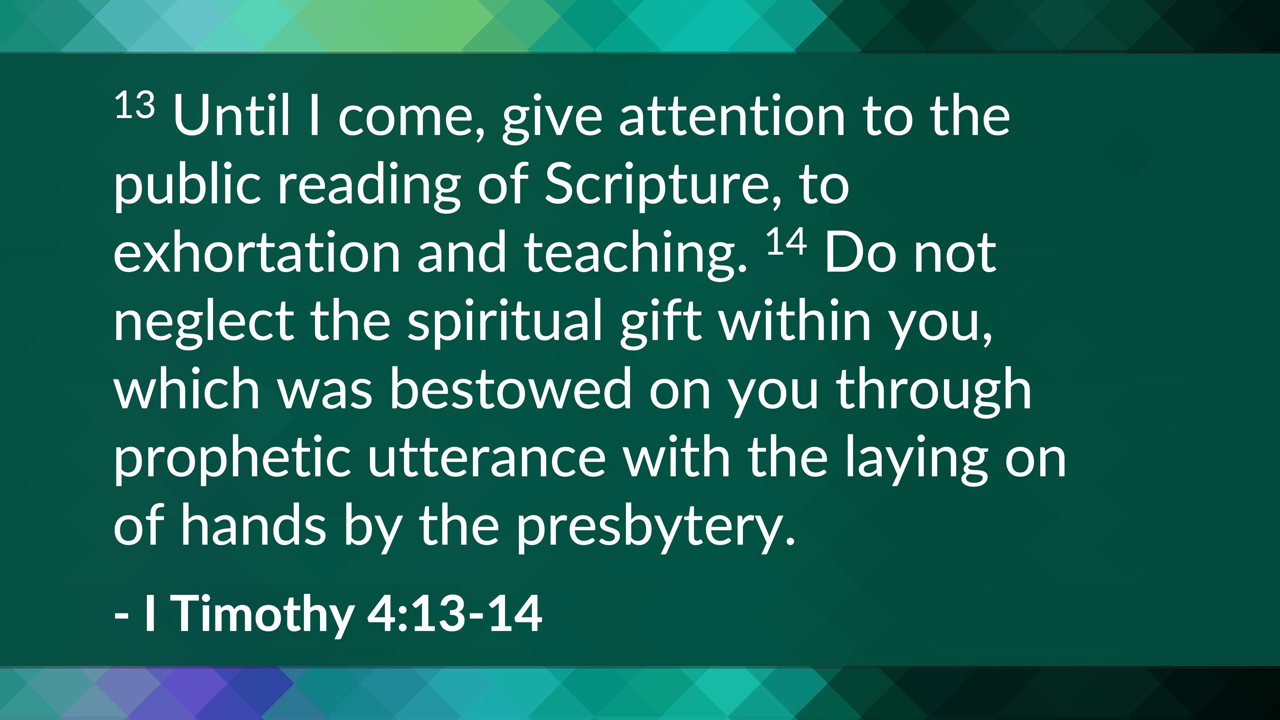 13 Until I come, give attention to the
public reading of Scripture, to
exhortation and teaching. 14 Do not
neglect the spiritual gift within you,
which was bestowed on you through
prophetic utterance with the laying on
of hands by the presbytery.
- I Timothy 4:13-14